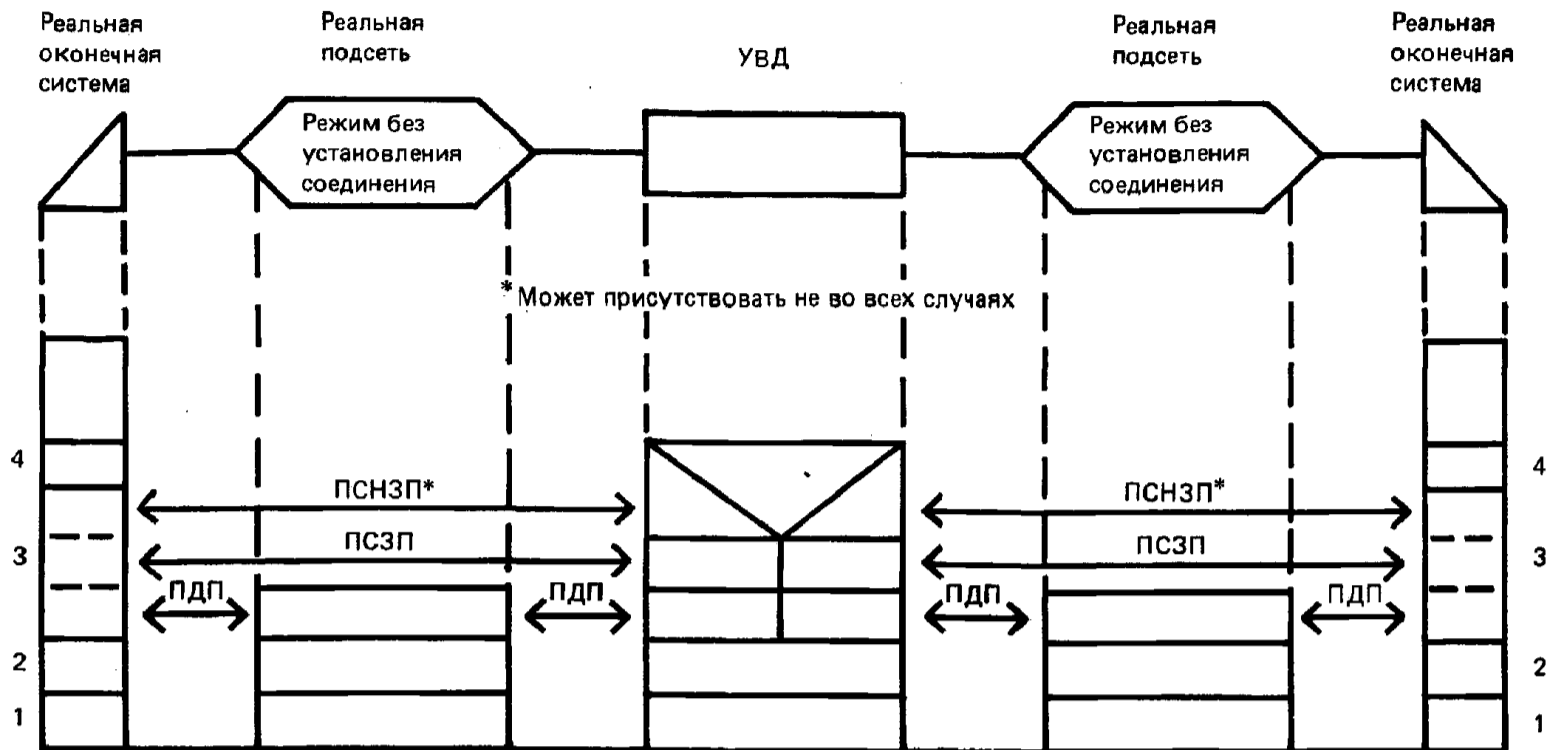 Реальная
оконечная
система
Реальная
подсеть
УвД
Реальная
подсеть
Реальная
оконечная
система
Режим без
установления
соединения
Режим без
установления
соединения
* Может присутствовать не во всех случаях
4
ПСНЗП*
ПСНЗП*
4
3
ПСЗП
ПСЗП
3
ПДП
ПДП
ПДП
ПДП
2
2
1
1